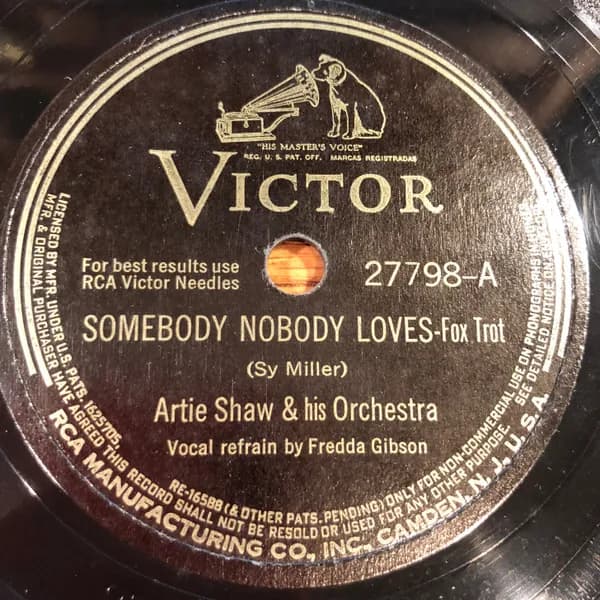 "HIS MASTER'S VOICE"
REG. U. S. PAT. OFF. MARCAS REGISTRADAS
VICTOR
For best results use
RCA Victor Needles
27798-A
SOMEBODY NOBODY LOVES-Fox Trot
(Sy Miller)
Artie Shaw & his Orchestra
Vocal refrain by Fredda Gibson
LICENSED BY MFR. UNDER U.S. PATS. 1625705, RE-16588 (& OTHER PATS. PENDING) ONLY FOR NON-COMMERCIAL USE ON PHONOGRAPHS IN
MFR. & ORIGINAL PURCHASER HAVE AGREED THIS RECORD SHALL NOT BE RESOLD OR USED FOR ANY OTHER PURPOSE. SEE DETAILED NOTICE ON
RCA MANUFACTURING CO., INC., CAMDEN, N. J., U. S. A.